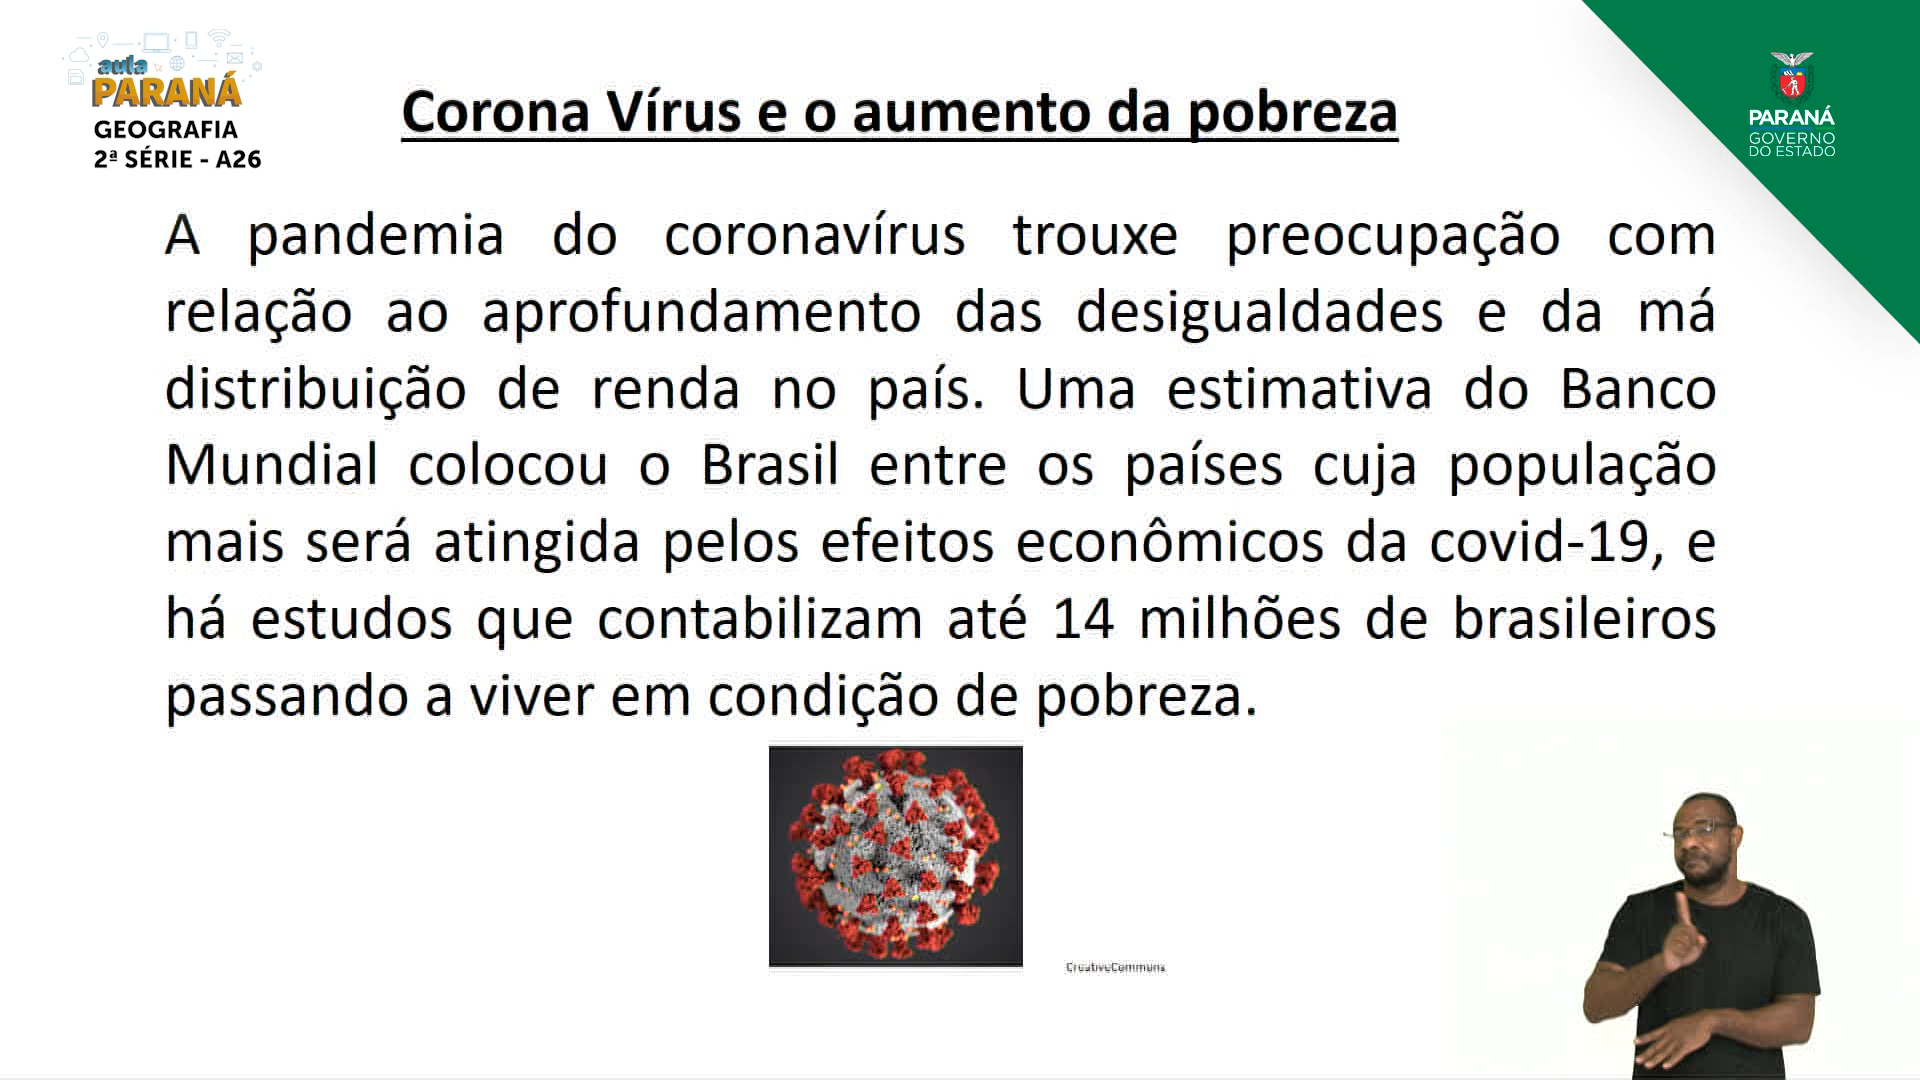 aula
PARANÁ
GEOGRAFIA
2ª SÉRIE - A26
Corona Vírus e o aumento da pobreza
PARANÁ
GOVERNO
DO ESTADO
A pandemia do coronavírus trouxe preocupação com
relação ao aprofundamento das desigualdades e da má
distribuição de renda no país. Uma estimativa do Banco
Mundial colocou o Brasil entre os países cuja população
mais será atingida pelos efeitos econômicos da covid-19, e
há estudos que contabilizam até 14 milhões de brasileiros
passando a viver em condição de pobreza.
CreativeCommuns